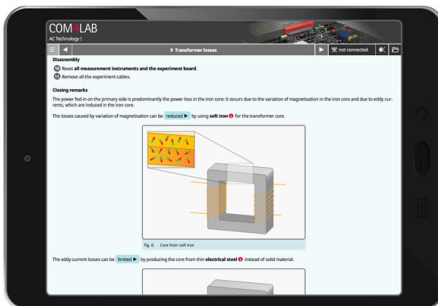 COM LAB
AC Technology I
9 Transformer losses
not connected
Disassembly
Reset all measurement instruments and the experiment board.
Remove all the experiment cables.
Closing remarks
The power fed-in on the primary side is predominantly the power loss in the iron core: It occurs due to the variation of magnetisation in the iron core and due to eddy cur-
rents, which are induced in the iron core.
The losses caused by variation of magnetisation can be reduced by using soft iron for the transformer core.
Fig. 6. Core from soft iron
The eddy current losses can be limited by producing the core from thin electrical steel instead of solid material.